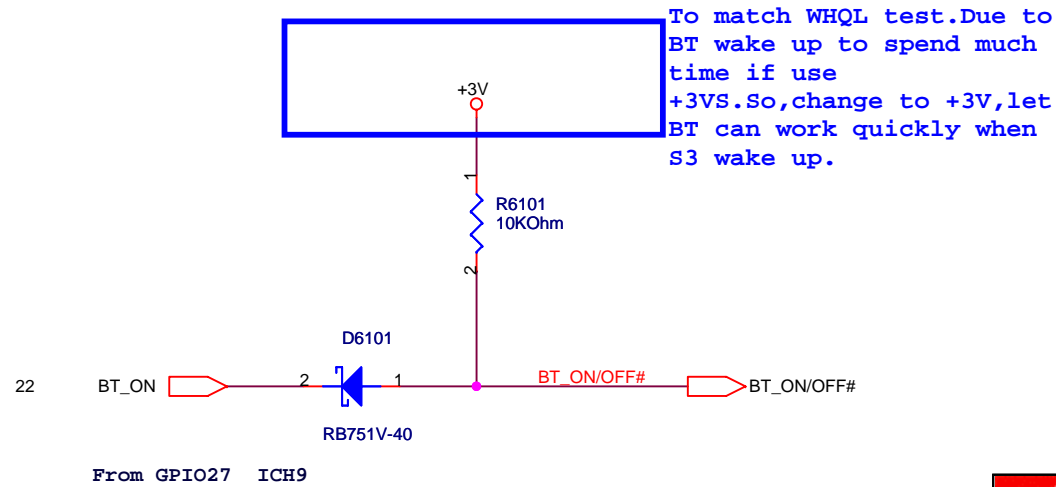 To match WHQL test.Due to
BT wake up to spend much
time if use
+3VS.So,change to +3V,let
BT can work quickly when
S3 wake up.
+3V
1
R6101
10KOhm
2
D6101
22
BT_ON
2
1
BT_ON/OFF#
BT_ON/OFF#
RB751V-40
From GPIO27 ICH9